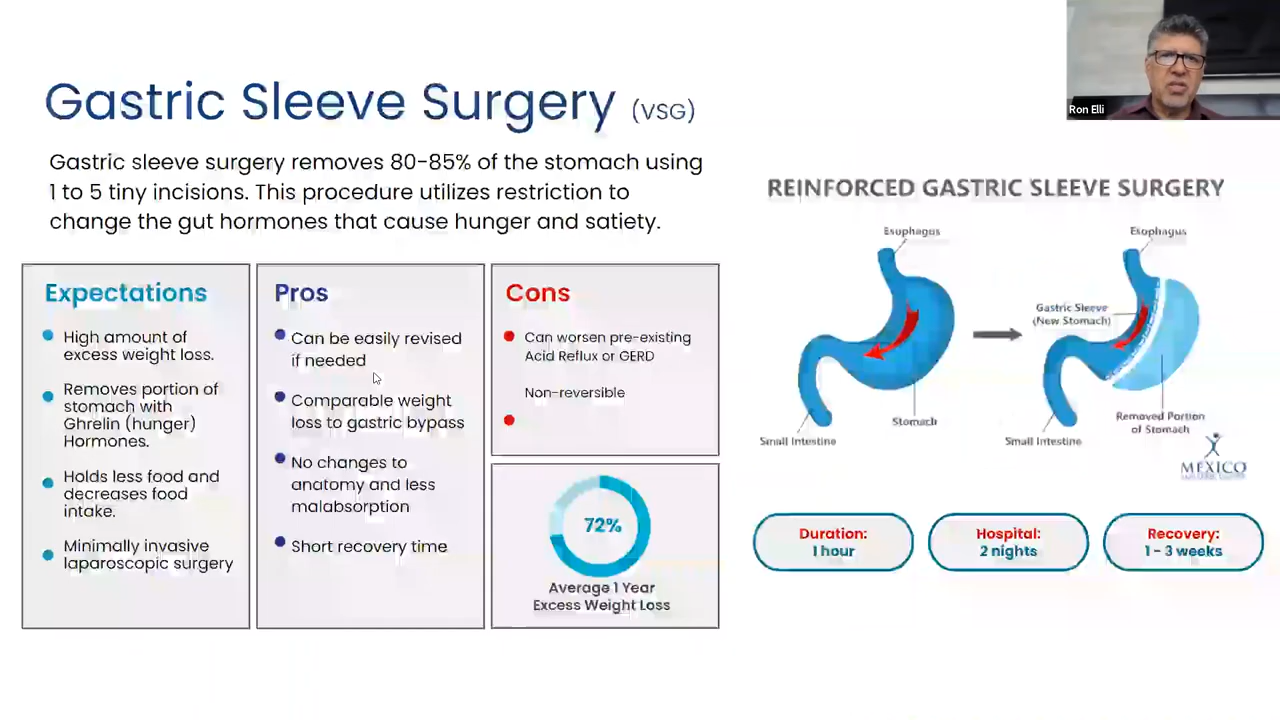 Gastric Sleeve Surgery (VSG)
Gastric sleeve surgery removes 80-85% of the stomach using
1 to 5 tiny incisions. This procedure utilizes restriction to
change the gut hormones that cause hunger and satiety.
Expectations
High amount of
excess weight loss.
Removes portion of
stomach with
Ghrelin (hunger)
Hormones.
Holds less food and
decreases food
intake.
Minimally invasive
laparoscopic surgery
Pros
Can be easily revised
if needed
Comparable weight
loss to gastric bypass
No changes to
anatomy and less
malabsorption
Short recovery time
Cons
Can worsen pre-existing
Acid Reflux or GERD
Non-reversible
72%
Average 1 Year
Excess Weight Loss
Ron Elli
REINFORCED GASTRIC SLEEVE SURGERY
Esophagus
Stomach
Small Intestine
Esophagus
Gastric Sleeve
(New Stomach)
Removed Portion
of Stomach
Small Intestine
MEXICO
Duration:
1 hour
Hospital:
2 nights
Recovery:
1 - 3 weeks